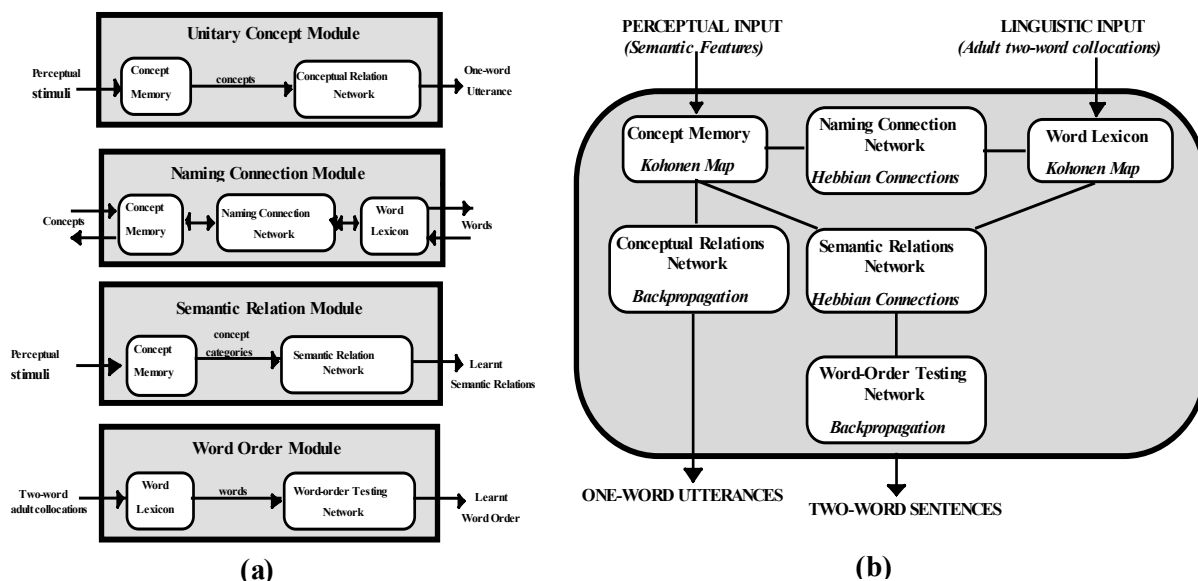 Unitary Concept Module
Perceptual
stimuli
Concept
Memory
concepts
Conceptual Relation
Network
One-word
Utterance
Naming Connection Module
Concepts
Concept
Memory
Naming Connection
Network
Word
Lexicon
Words
Semantic Relation Module
Perceptual
stimuli
Concept
Memory
concept
categories
Semantic Relation
Network
Learnt
Semantic Relations
Word Order Module
Two-word
adult collocations
Word
Lexicon
words
Word-order Testing
Network
Learnt
Word Order
(a)
PERCEPTUAL INPUT
(Semantic Features)
LINGUISTIC INPUT
(Adult two-word collocations)
Concept Memory
Kohonen Map
Naming Connection
Network
Hebbian Connections
Word Lexicon
Kohonen Map
Conceptual Relations
Network
Backpropagation
Semantic Relations
Network
Hebbian Connections
Word-Order Testing
Network
Backpropagation
ONE-WORD UTTERANCES
TWO-WORD SENTENCES
(b)